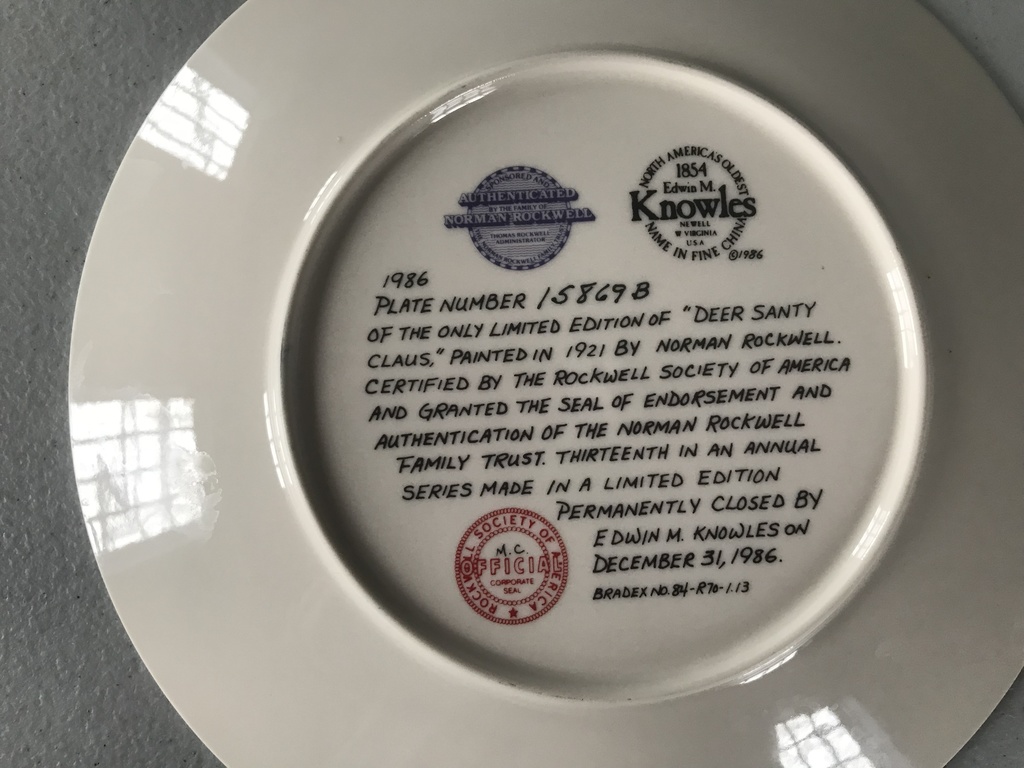 SPONSORED AND
AUTHENTICATED
BY THE FAMILY OF
NORMAN ROCKWELL
THOMAS ROCKWELL
ADMINISTRATOR
NORTH AMERICA'S OLDEST
1854
Edwin M.
Knowles
NEWELL
W VIRGINIA
USA
NAME IN FINE CHINA
©1986
1986
PLATE NUMBER 15869B
OF THE ONLY LIMITED EDITION OF "DEER SANTY
CLAUS," PAINTED IN 1921 BY NORMAN ROCKWELL.
CERTIFIED BY THE ROCKWELL SOCIETY OF AMERICA
AND GRANTED THE SEAL OF ENDORSEMENT AND
AUTHENTICATION OF THE NORMAN ROCKWELL
FAMILY TRUST. THIRTEENTH IN AN ANNUAL
SERIES MADE IN A LIMITED EDITION
PERMANENTLY CLOSED BY
EDWIN M. KNOWLES ON
DECEMBER 31, 1986.
BRADEX NO. 84-R70-1.13
ROCKWELL SOCIETY OF AMERICA
M.C.
OFFICIAL
CORPORATE
SEAL